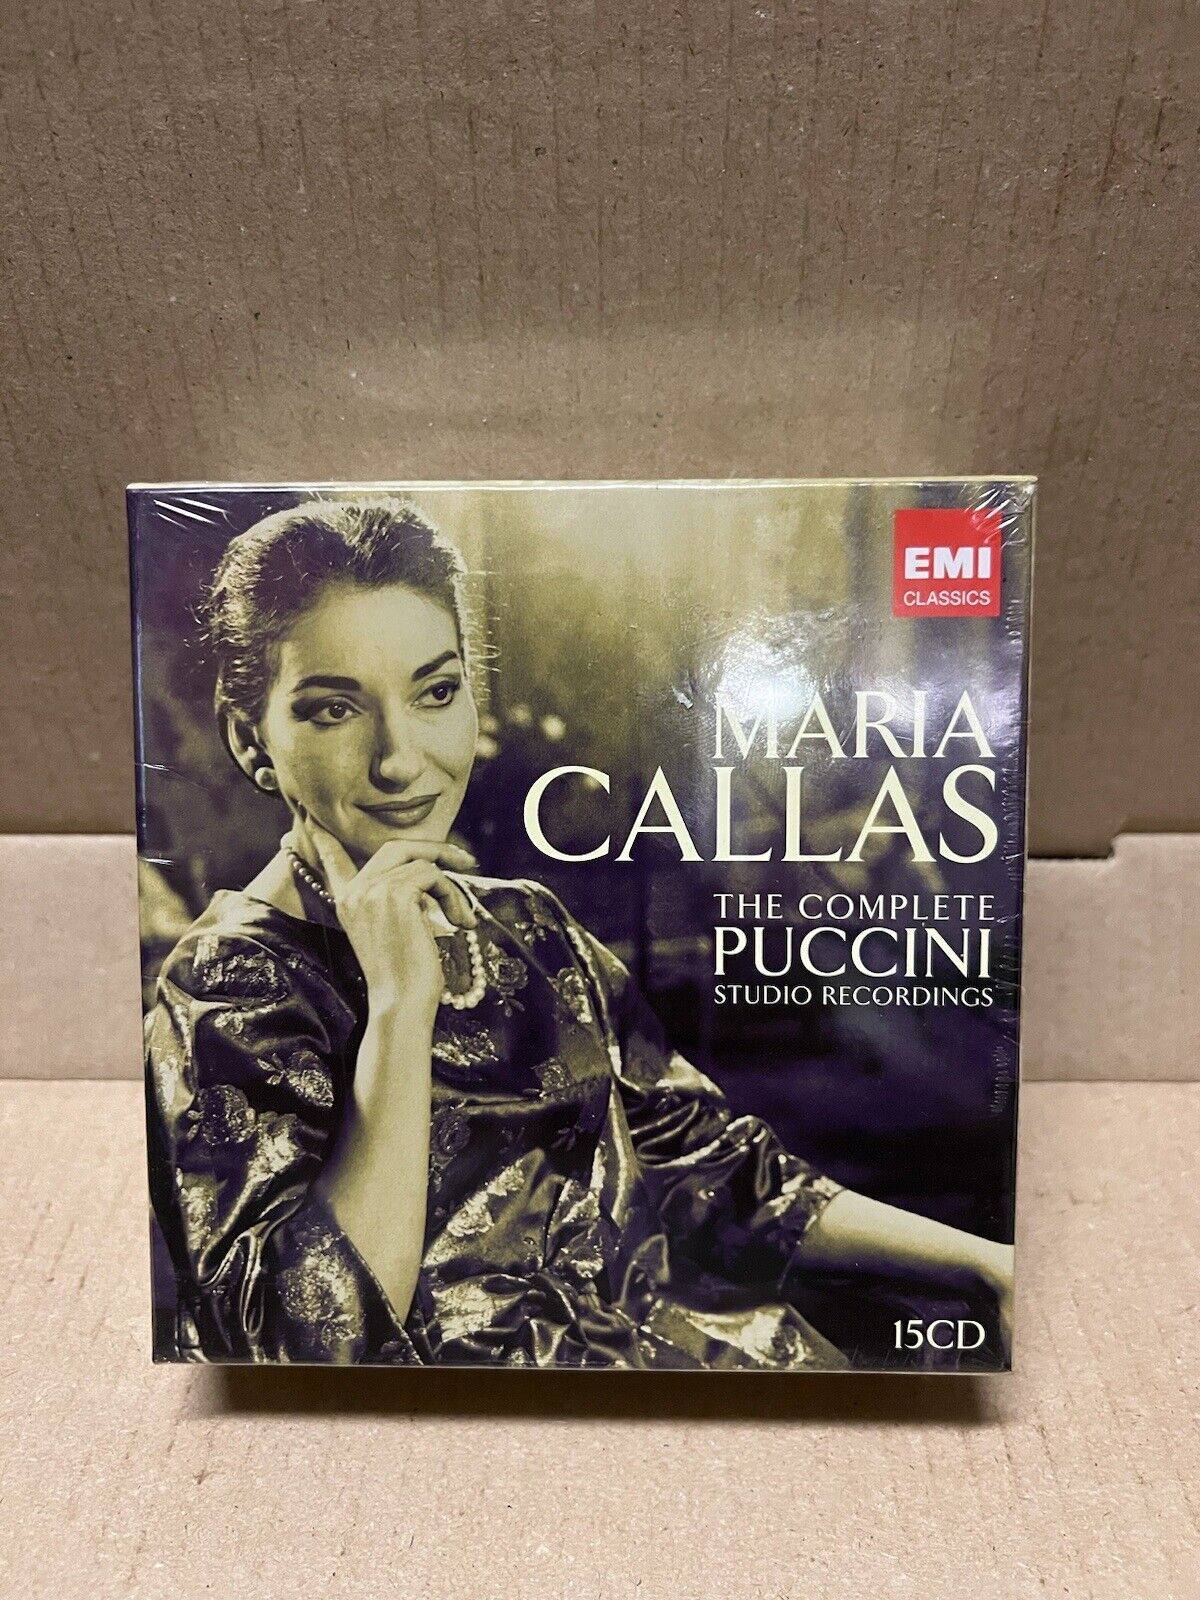 EMI
CLASSICS
MARIA
CALLAS
THE COMPLETE
PUCCINI
STUDIO RECORDINGS
15CD